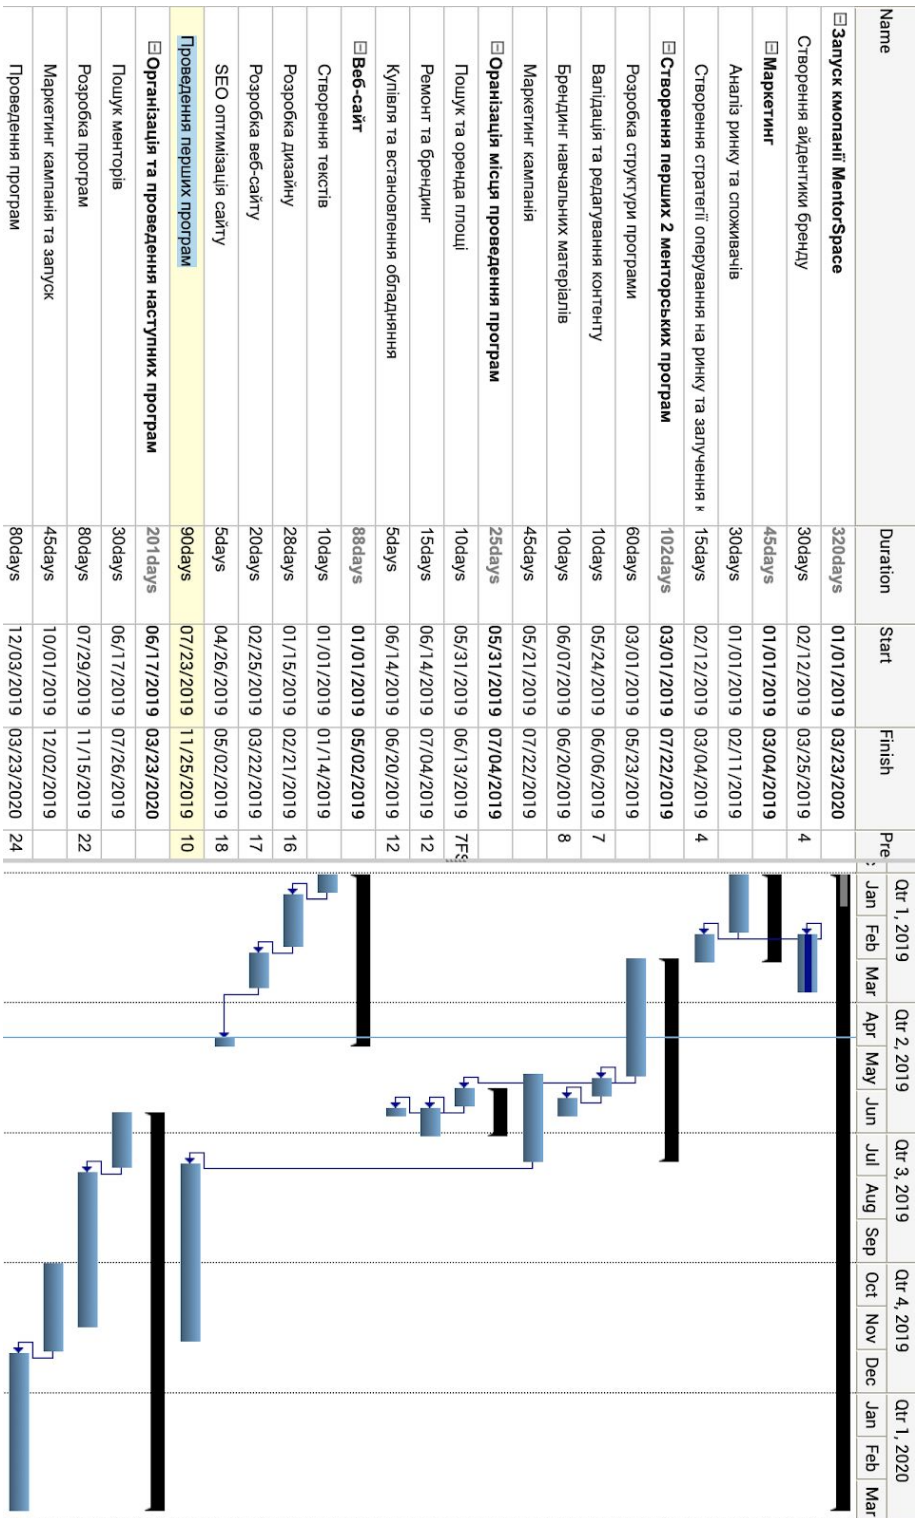 Name Duration Start Finish Pre
Запуск кмопанії MentorSpace 320days 01/01/2019 03/23/2020
Створення айдентики бренду 30days 02/12/2019 03/25/2019 4
Маркетинг 45days 01/01/2019 03/04/2019
Аналіз ринку та споживачів 30days 01/01/2019 02/11/2019
Створення стратегії оперування на ринку та залучення к 15days 02/12/2019 03/04/2019 4
Створення перших 2 менторських програм 102days 03/01/2019 07/22/2019
Розробка структури програми 60days 03/01/2019 05/23/2019
Валідація та редагування контенту 10days 05/24/2019 06/06/2019 7
Брендинг навчальних матеріалів 10days 06/07/2019 06/20/2019 8
Маркетинг кампанія 45days 05/21/2019 07/22/2019
Оранізація місця проведення програм 25days 05/31/2019 07/04/2019
Пошук та оренда площі 10days 05/31/2019 06/13/2019 7FS
Ремонт та брендинг 15days 06/14/2019 07/04/2019 12
Купівля та встановлення обладняння 5days 06/14/2019 06/20/2019 12
Веб-сайт 88days 01/01/2019 05/02/2019
Створення текстів 10days 01/01/2019 01/14/2019
Розробка дизайну 28days 01/15/2019 02/21/2019 16
Розробка веб-сайту 20days 02/25/2019 03/22/2019 17
SEO оптимізація сайту 5days 04/26/2019 05/02/2019 18
Проведення перших програм 90days 07/23/2019 11/25/2019 10
Організація та проведення наступних програм 201days 06/17/2019 03/23/2020
Пошук менторів 30days 06/17/2019 07/26/2019
Розробка програм 80days 07/29/2019 11/15/2019 22
Маркетинг кампанія та запуск 45days 10/01/2019 12/02/2019
Проведення програм 80days 12/03/2019 03/23/2020 24
Qtr 1, 2019 Qtr 2, 2019 Qtr 3, 2019 Qtr 4, 2019 Qtr 1, 2020
Jan Feb Mar Apr May Jun Jul Aug Sep Oct Nov Dec Jan Feb Mar